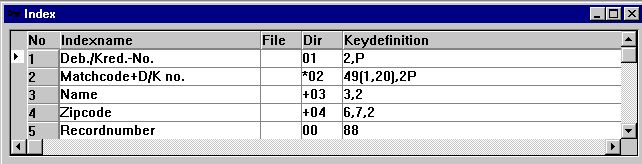 Index
No Indexname File Dir Keydefinition
1 Deb./Kred.-No. 01 2,P
2 Matchcode+D/K no. *02 49(1,20),2P
3 Name +03 3,2
4 Zipcode +04 6,7,2
5 Recordnumber 00 88